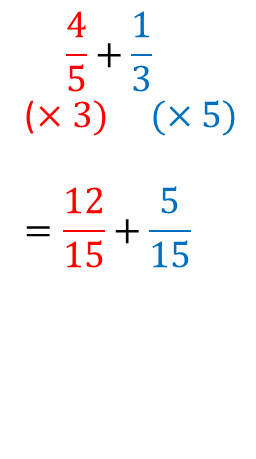 4/5 + 1/3
(× 3) (× 5)
= 12/15 + 5/15